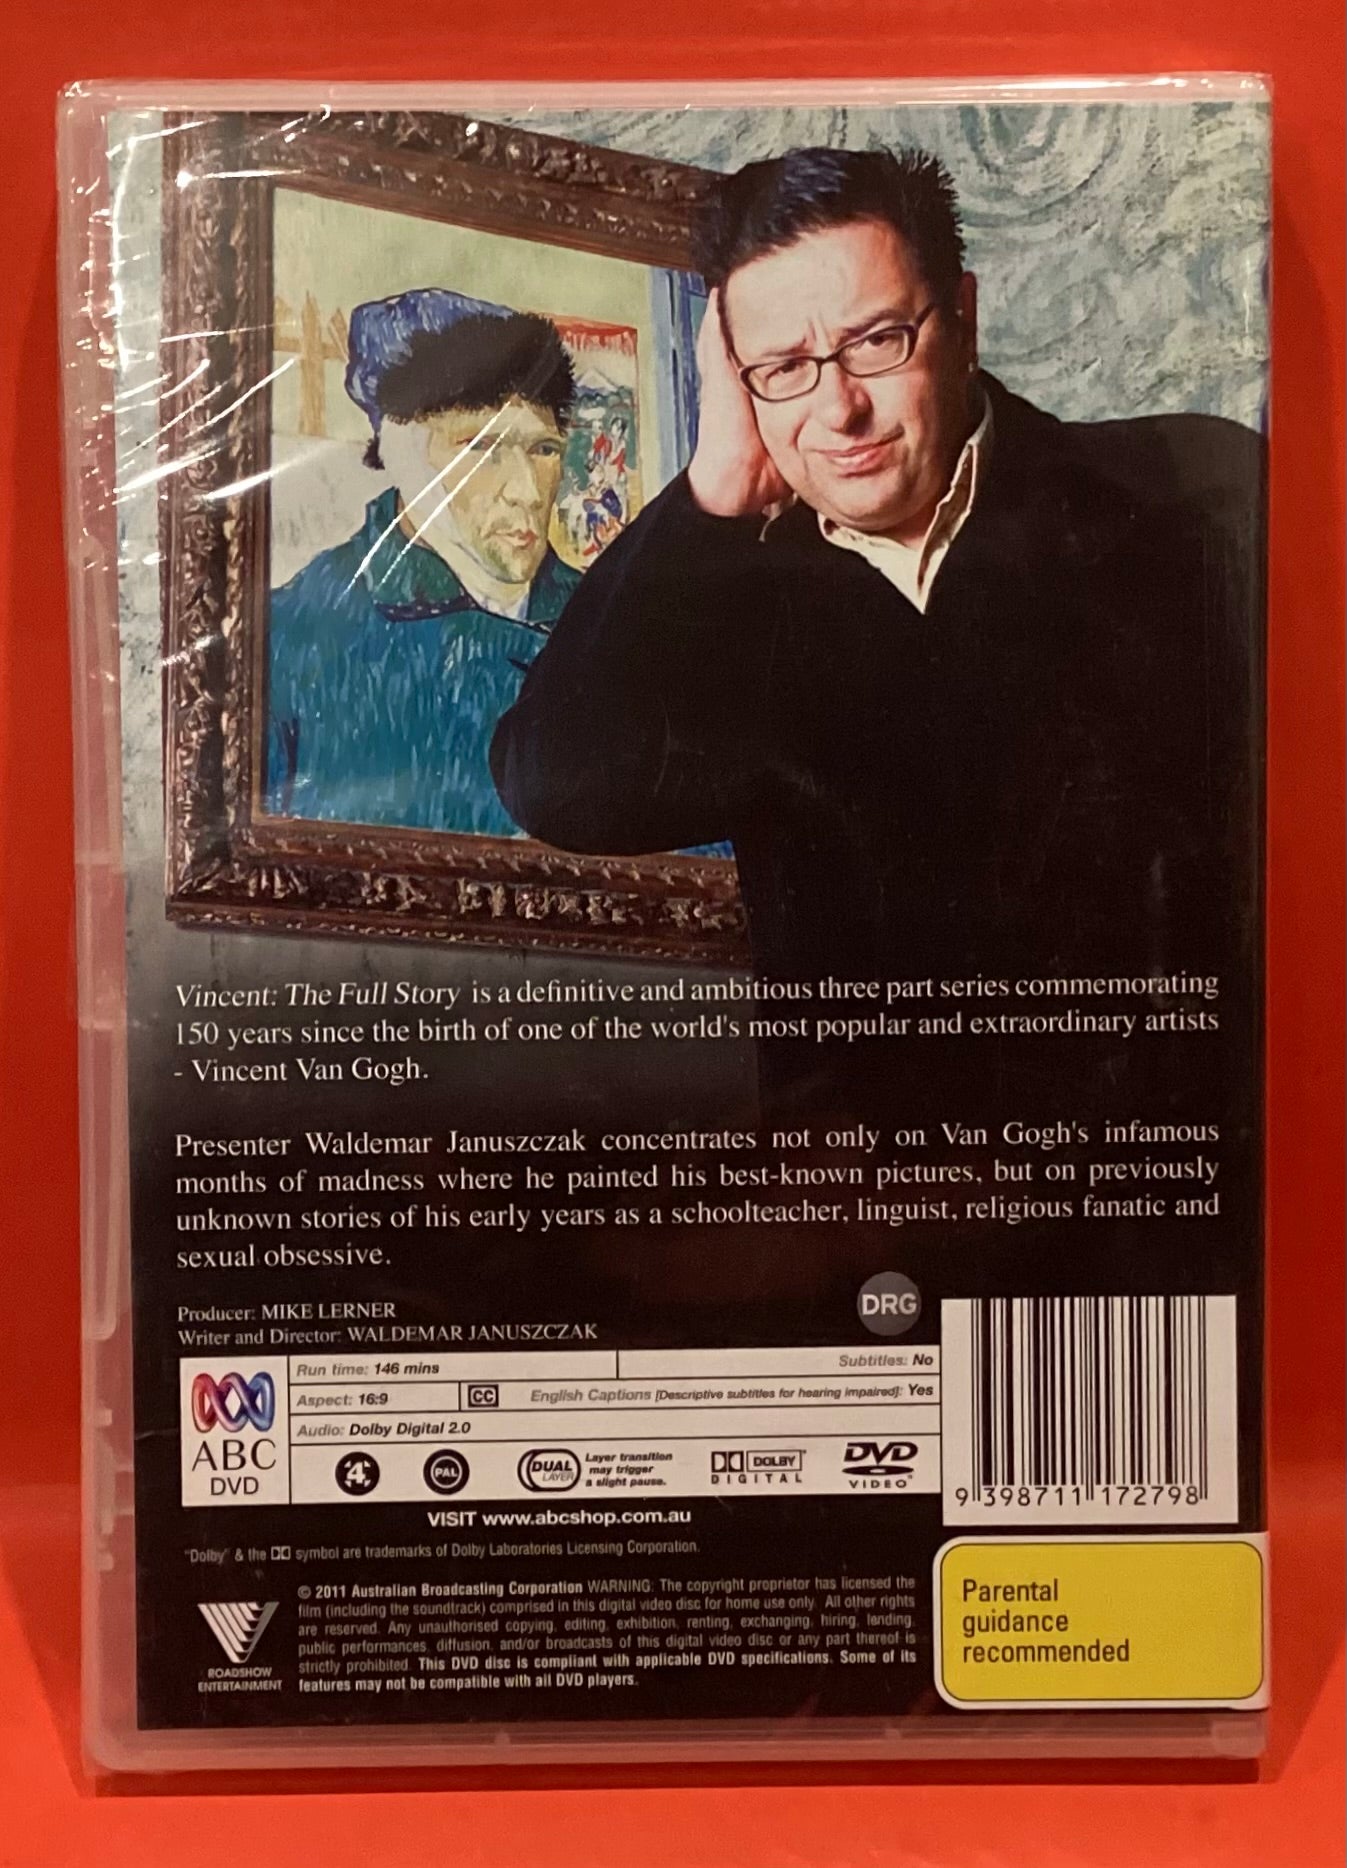 Vincent: The Full Story is a definitive and ambitious three part series commemorating
150 years since the birth of one of the world's most popular and extraordinary artists
- Vincent Van Gogh.
Presenter Waldemar Januszczak concentrates not only on Van Gogh's infamous
months of madness where he painted his best-known pictures, but on previously
unknown stories of his early years as a schoolteacher, linguist, religious fanatic and
sexual obsessive.
Producer: MIKE LERNER
Writer and Director: WALDEMAR JANUSZCZAK
DRG
ABC
DVD
Run time: 146 mins
Subtitles: No
Aspect: 16:9
CC
English Captions [Descriptive subtitles for hearing impaired]: Yes
Audio: Dolby Digital 2.0
4
PAL
DUAL
LAYER
Layer transition
may trigger
a slight pause.
DOLBY
DIGITAL
DVD
VIDEO
9 398711 172798
VISIT www.abcshop.com.au
"Dolby" & the symbol are trademarks of Dolby Laboratories Licensing Corporation.
ROADSHOW
ENTERTAINMENT
© 2011 Australian Broadcasting Corporation WARNING: The copyright proprietor has licensed the
film (including the soundtrack) comprised in this digital video disc for home use only. All other rights
are reserved. Any unauthorised copying, editing, exhibition, renting, exchanging, hiring, lending,
public performances, diffusion, and/or broadcasts of this digital video disc or any part thereof is
strictly prohibited. This DVD disc is compliant with applicable DVD specifications. Some of its
features may not be compatible with all DVD players.
Parental
guidance
recommended